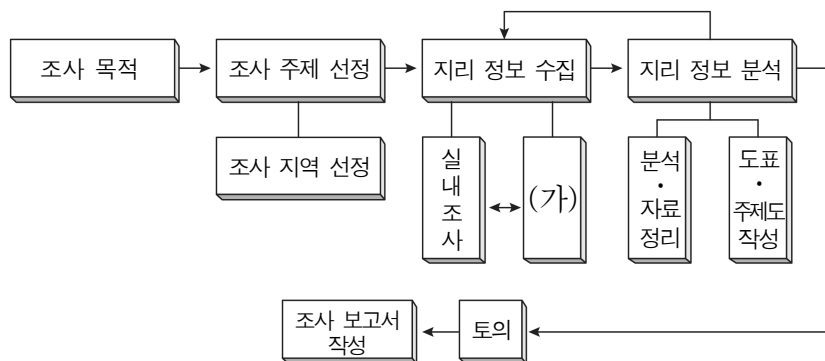 조사 목적
조사 주제 선정
지리 정보 수집
지리 정보 분석
조사 지역 선정
실
내
조
사
(가)
분석
·
자료
정리
도표
·
주제도
작성
조사 보고서
작성
토의